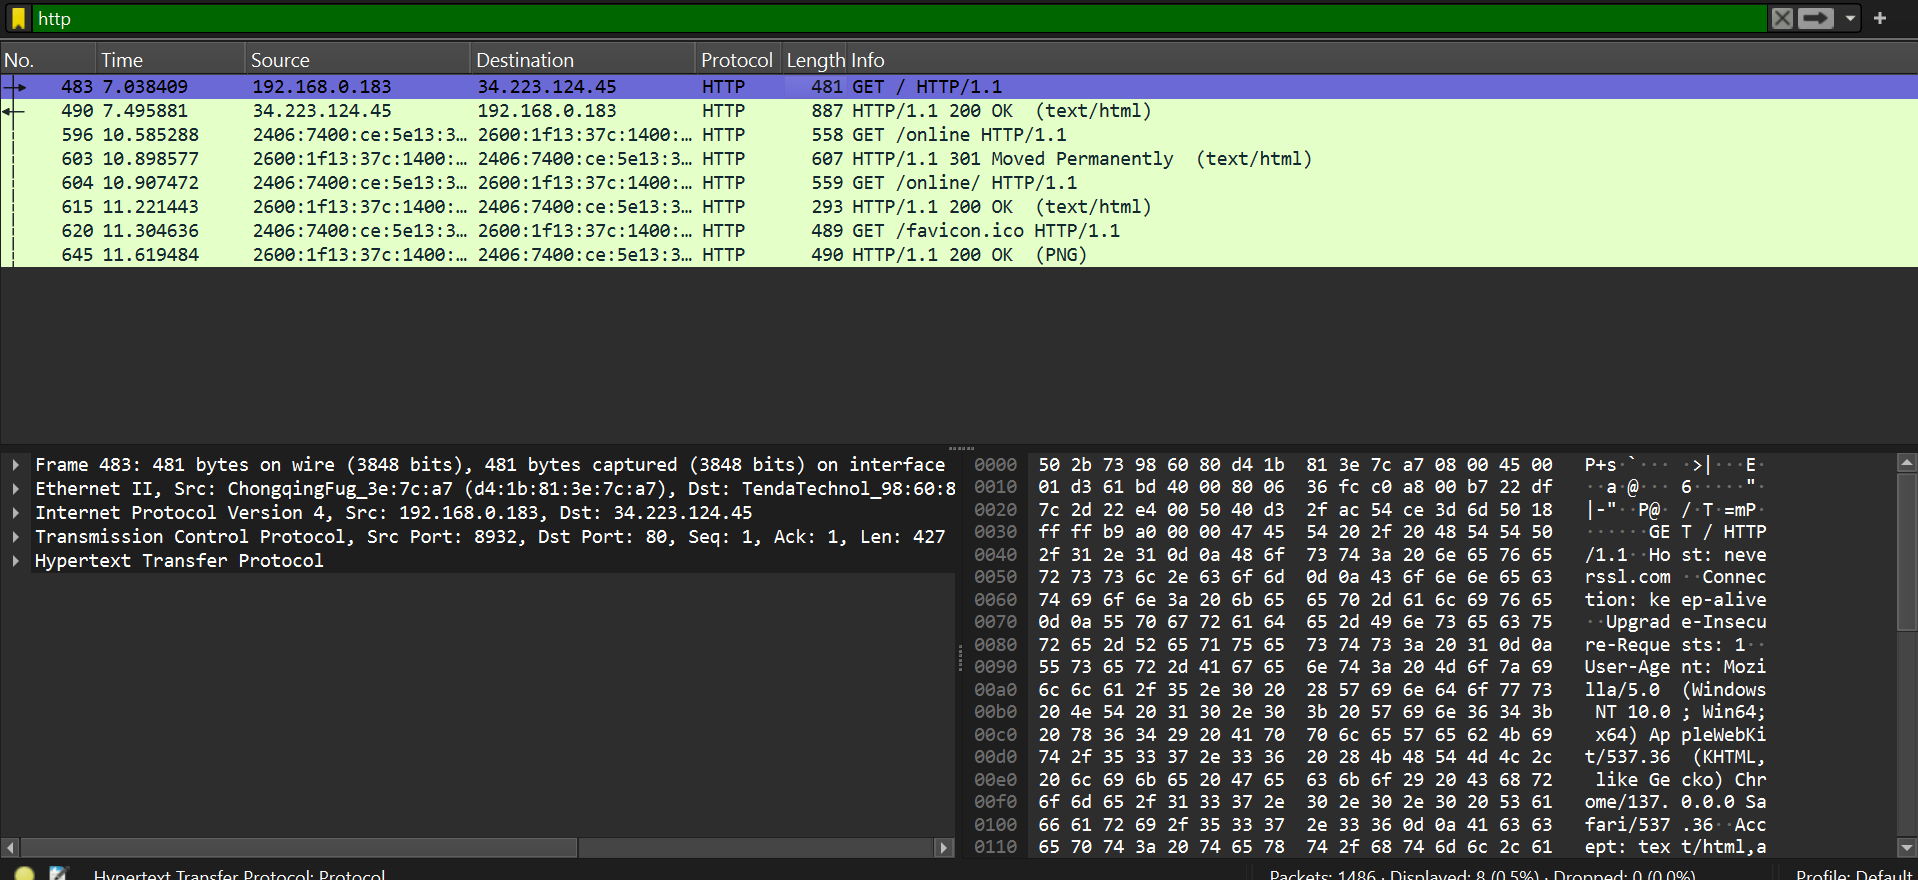 http
No. Time Source Destination Protocol Length Info
483 7.038409 192.168.0.183 34.223.124.45 HTTP 481 GET / HTTP/1.1
490 7.495881 34.223.124.45 192.168.0.183 HTTP 887 HTTP/1.1 200 OK (text/html)
596 10.585288 2406:7400:ce:5e13:3… 2600:1f13:37c:1400:… HTTP 558 GET /online HTTP/1.1
603 10.898577 2600:1f13:37c:1400:… 2406:7400:ce:5e13:3… HTTP 607 HTTP/1.1 301 Moved Permanently (text/html)
604 10.907472 2406:7400:ce:5e13:3… 2600:1f13:37c:1400:… HTTP 559 GET /online/ HTTP/1.1
615 11.221443 2600:1f13:37c:1400:… 2406:7400:ce:5e13:3… HTTP 293 HTTP/1.1 200 OK (text/html)
620 11.304636 2406:7400:ce:5e13:3… 2600:1f13:37c:1400:… HTTP 489 GET /favicon.ico HTTP/1.1
645 11.619484 2600:1f13:37c:1400:… 2406:7400:ce:5e13:3… HTTP 490 HTTP/1.1 200 OK (PNG)
Frame 483: 481 bytes on wire (3848 bits), 481 bytes captured (3848 bits) on interface
Ethernet II, Src: ChongqingFug_3e:7c:a7 (d4:1b:81:3e:7c:a7), Dst: TendaTechnol_98:60:8
Internet Protocol Version 4, Src: 192.168.0.183, Dst: 34.223.124.45
Transmission Control Protocol, Src Port: 8932, Dst Port: 80, Seq: 1, Ack: 1, Len: 427
Hypertext Transfer Protocol
0000 50 2b 73 98 60 80 d4 1b 81 3e 7c a7 08 00 45 00 P+s·`··· ·>|···E·
0010 01 d3 61 bd 40 00 80 06 36 fc c0 a8 00 b7 22 df ··a·@··· 6·····"·
0020 7c 2d 22 e4 00 50 40 d3 2f ac 54 ce 3d 6d 50 18 |-"··P@· /·T·=mP·
0030 ff ff b9 a0 00 00 47 45 54 20 2f 20 48 54 54 50 ······GE T / HTTP
0040 2f 31 2e 31 0d 0a 48 6f 73 74 3a 20 6e 65 76 65 /1.1··Ho st: neve
0050 72 73 73 6c 2e 63 6f 6d 0d 0a 43 6f 6e 6e 65 63 rssl.com ··Connec
0060 74 69 6f 6e 3a 20 6b 65 65 70 2d 61 6c 69 76 65 tion: ke ep-alive
0070 0d 0a 55 70 67 72 61 64 65 2d 49 6e 73 65 63 75 ··Upgrad e-Insecu
0080 72 65 2d 52 65 71 75 65 73 74 73 3a 20 31 0d 0a re-Reque sts: 1··
0090 55 73 65 72 2d 41 67 65 6e 74 3a 20 4d 6f 7a 69 User-Age nt: Mozi
00a0 6c 6c 61 2f 35 2e 30 20 28 57 69 6e 64 6f 77 73 lla/5.0 (Windows
00b0 20 4e 54 20 31 30 2e 30 3b 20 57 69 6e 36 34 3b NT 10.0 ; Win64;
00c0 20 78 36 34 29 20 41 70 70 6c 65 57 65 62 4b 69 x64) Ap pleWebKi
00d0 74 2f 35 33 37 2e 33 36 20 28 4b 48 54 4d 4c 2c t/537.36 (KHTML,
00e0 20 6c 69 6b 65 20 47 65 63 6b 6f 29 20 43 68 72 like Ge cko) Chr
00f0 6f 6d 65 2f 31 33 37 2e 30 2e 30 2e 30 20 53 61 ome/137. 0.0.0 Sa
0100 66 61 72 69 2f 35 33 37 2e 33 36 0d 0a 41 63 63 fari/537 .36··Acc
0110 65 70 74 3a 20 74 65 78 74 2f 68 74 6d 6c 2c 61 ept: tex t/html,a
Hypertext Transfer Protocol: Protocol Packets: 1486 · Displayed: 8 (0.5%) · Dropped: 0 (0.0%) Profile: Default